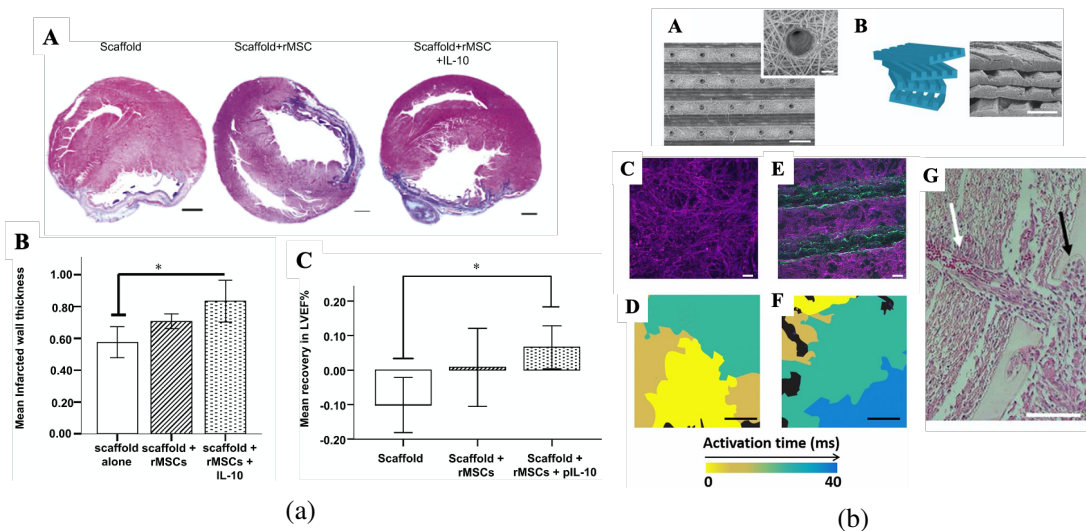 A
Scaffold
Scaffold+rMSC
Scaffold+rMSC
+IL-10
B
Mean Infarcted wall thickness
1.00
0.80
0.60
0.40
0.20
0.00
*
scaffold
alone
scaffold +
rMSCs
scaffold +
rMSCs +
IL-10
C
Mean recovery in LVEF%
0.20
0.10
0.00
-0.10
-0.20
*
Scaffold
Scaffold +
rMSCs
Scaffold +
rMSCs + pIL-10
(a)
A
B
C
E
G
D
F
Activation time (ms)
0
40
(b)